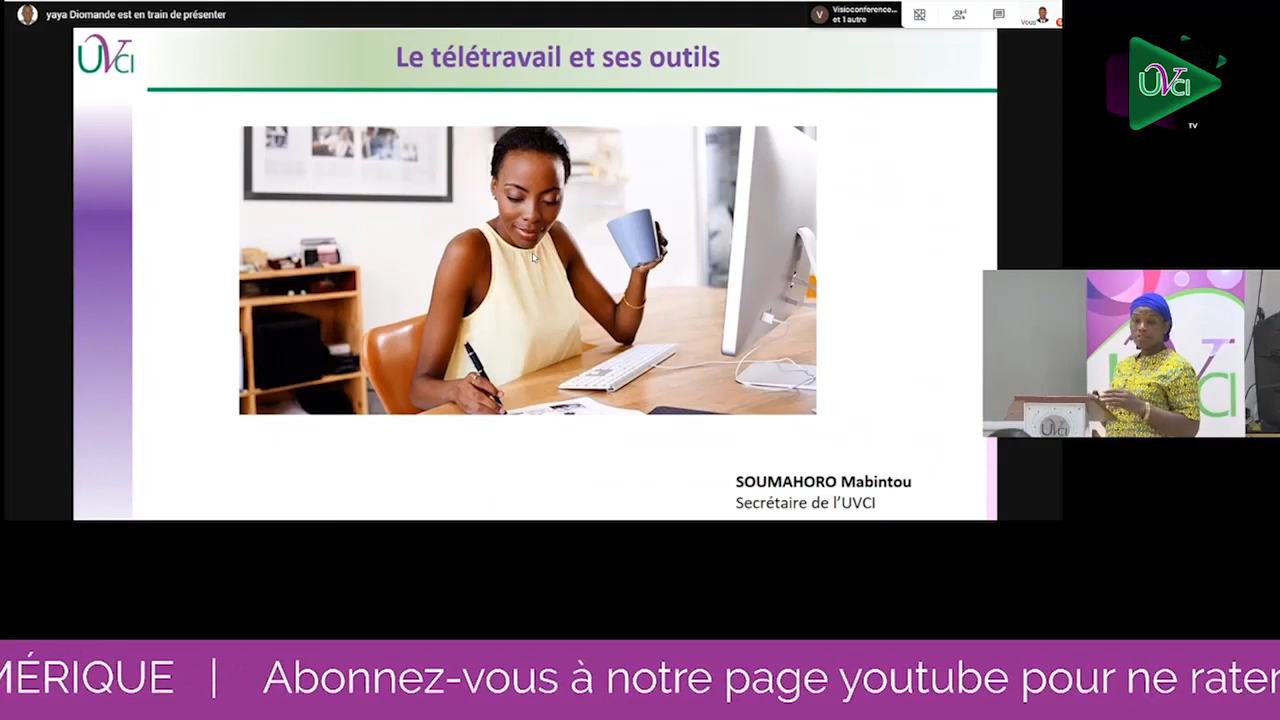 yaya Diomande est en train de présenter
V
Visioconference...
et 1 autre
4
Vous
UVCI
Le télétravail et ses outils
UVCI
TV
UVCI
SOUMAHORO Mabintou
Secrétaire de l'UVCI
MÉRIQUE | Abonnez-vous à notre page youtube pour ne rater